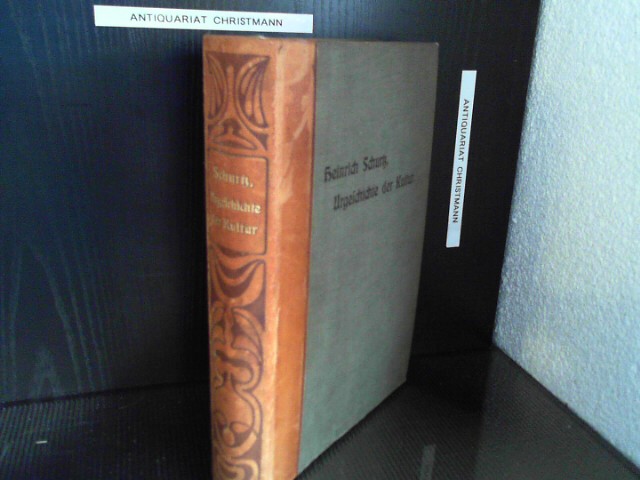 ANTIQUARIAT CHRISTMANN
Schurtz,
Urgeschichte
der Kultur
Heinrich Schurtz,
Urgeschichte der Kultur
ANTIQUARIAT CHRISTMANN